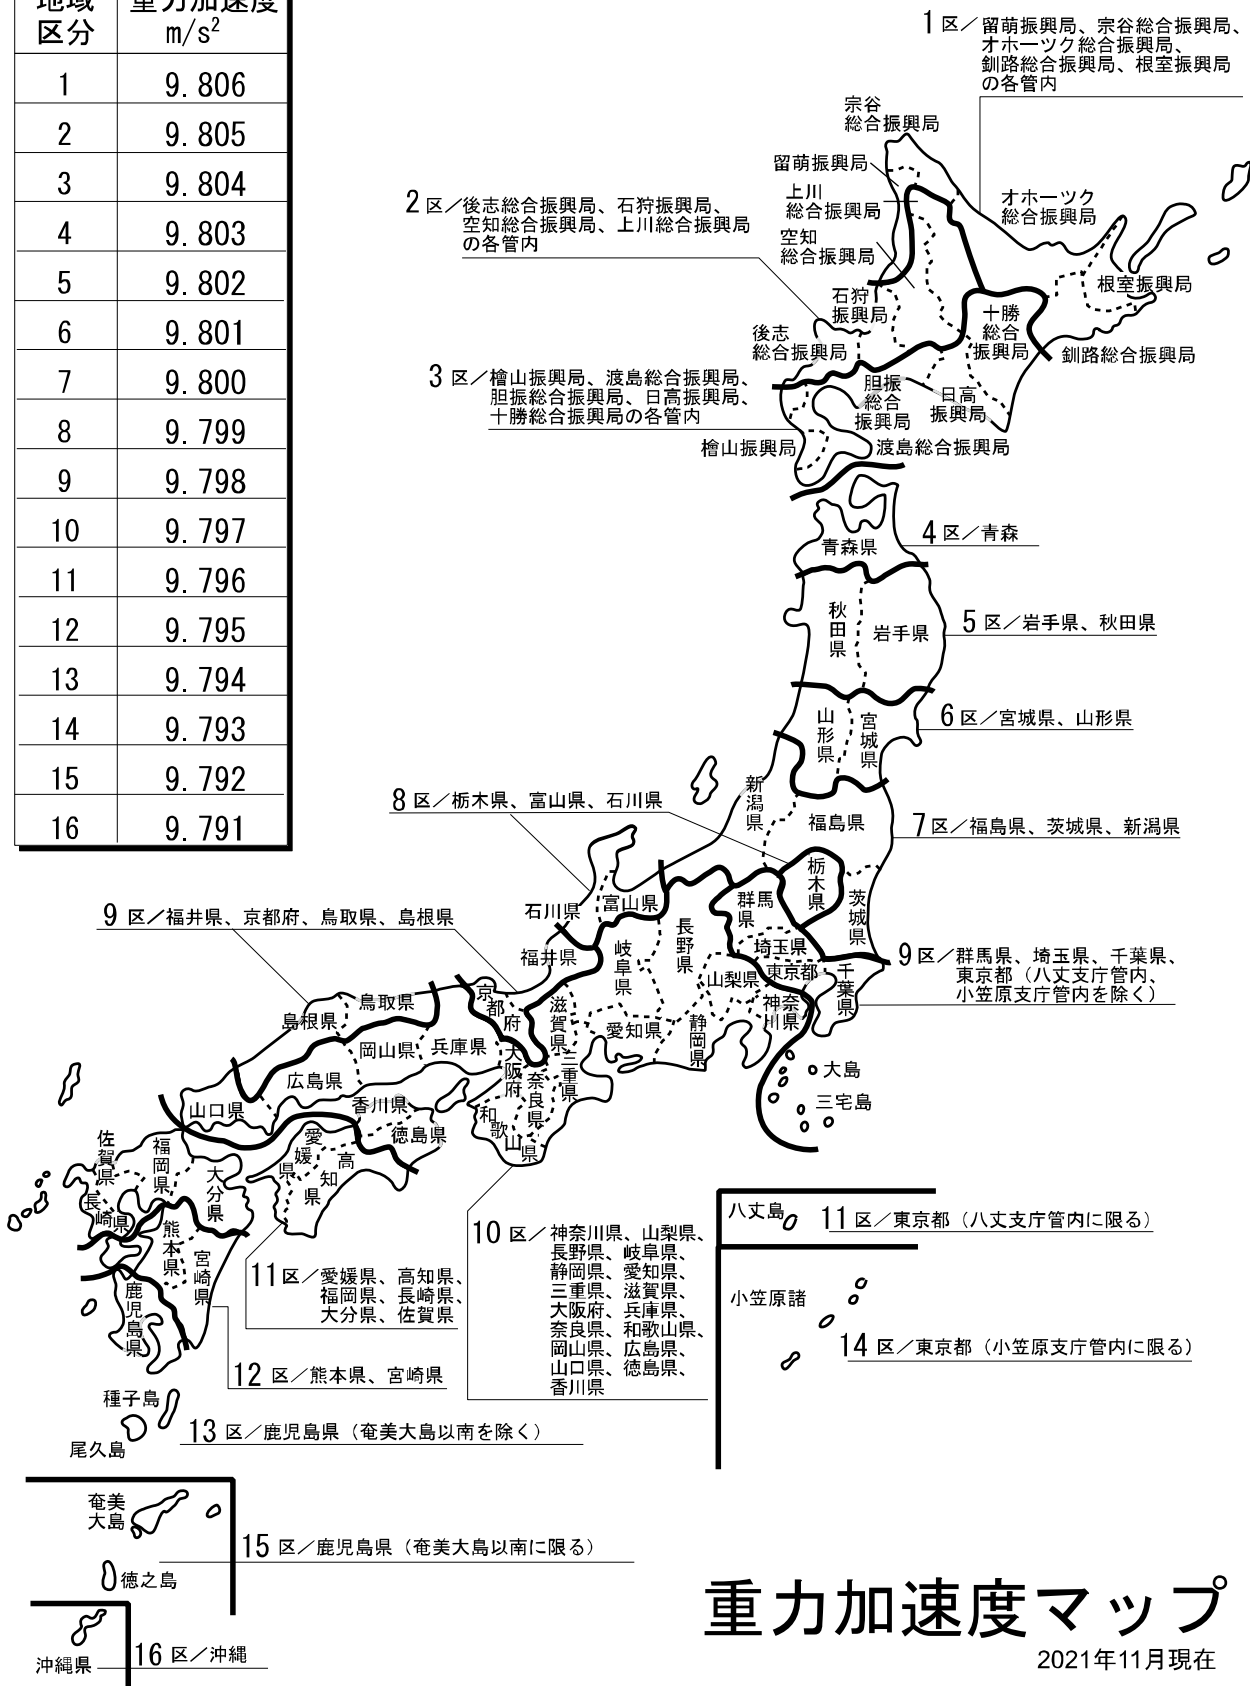 地域 重力加速度
区分 m/s²
1 9.806
2 9.805
3 9.804
4 9.803
5 9.802
6 9.801
7 9.800
8 9.799
9 9.798
10 9.797
11 9.796
12 9.795
13 9.794
14 9.793
15 9.792
16 9.791
1 区／留萌振興局、宗谷総合振興局、
オホーツク総合振興局、
釧路総合振興局、根室振興局
の各管内
宗谷
総合振興局
留萌振興局
上川
総合振興局
空知
総合振興局
オホーツク
総合振興局
根室振興局
石狩
振興局
十勝
総合
振興局
後志
総合振興局
釧路総合振興局
胆振
総合
振興局
日高
振興局
檜山振興局
渡島総合振興局
2 区／後志総合振興局、石狩振興局、
空知総合振興局、上川総合振興局
の各管内
3 区／檜山振興局、渡島総合振興局、
胆振総合振興局、日高振興局、
十勝総合振興局の各管内
青森県
4 区／青森
秋田県
岩手県
5 区／岩手県、秋田県
山形県
宮城県
6 区／宮城県、山形県
新潟県
福島県
7 区／福島県、茨城県、新潟県
8 区／栃木県、富山県、石川県
栃木県
茨城県
群馬県
富山県
石川県
9 区／福井県、京都府、鳥取県、島根県
長野県
埼玉県
福井県
岐阜県
山梨県
東京都
千葉県
9 区／群馬県、埼玉県、千葉県、
東京都（八丈支庁管内、
小笠原支庁管内を除く）
鳥取県
京都府
島根県
滋賀県
愛知県
静岡県
神奈川県
岡山県
兵庫県
大阪府
三重県
大島
広島県
奈良県
三宅島
山口県
香川県
和歌山県
徳島県
佐賀県
福岡県
愛媛県
高知県
大分県
長崎県
熊本県
宮崎県
鹿児島県
10 区／神奈川県、山梨県、
長野県、岐阜県、
静岡県、愛知県、
三重県、滋賀県、
大阪府、兵庫県、
奈良県、和歌山県、
岡山県、広島県、
山口県、徳島県、
香川県
八丈島
11 区／東京都（八丈支庁管内に限る）
11区／愛媛県、高知県、
福岡県、長崎県、
大分県、佐賀県
小笠原諸
14 区／東京都（小笠原支庁管内に限る）
12 区／熊本県、宮崎県
種子島
尾久島
13 区／鹿児島県（奄美大島以南を除く）
奄美
大島
15 区／鹿児島県（奄美大島以南に限る）
徳之島
沖縄県
16 区／沖縄
重力加速度マップ
2021年11月現在